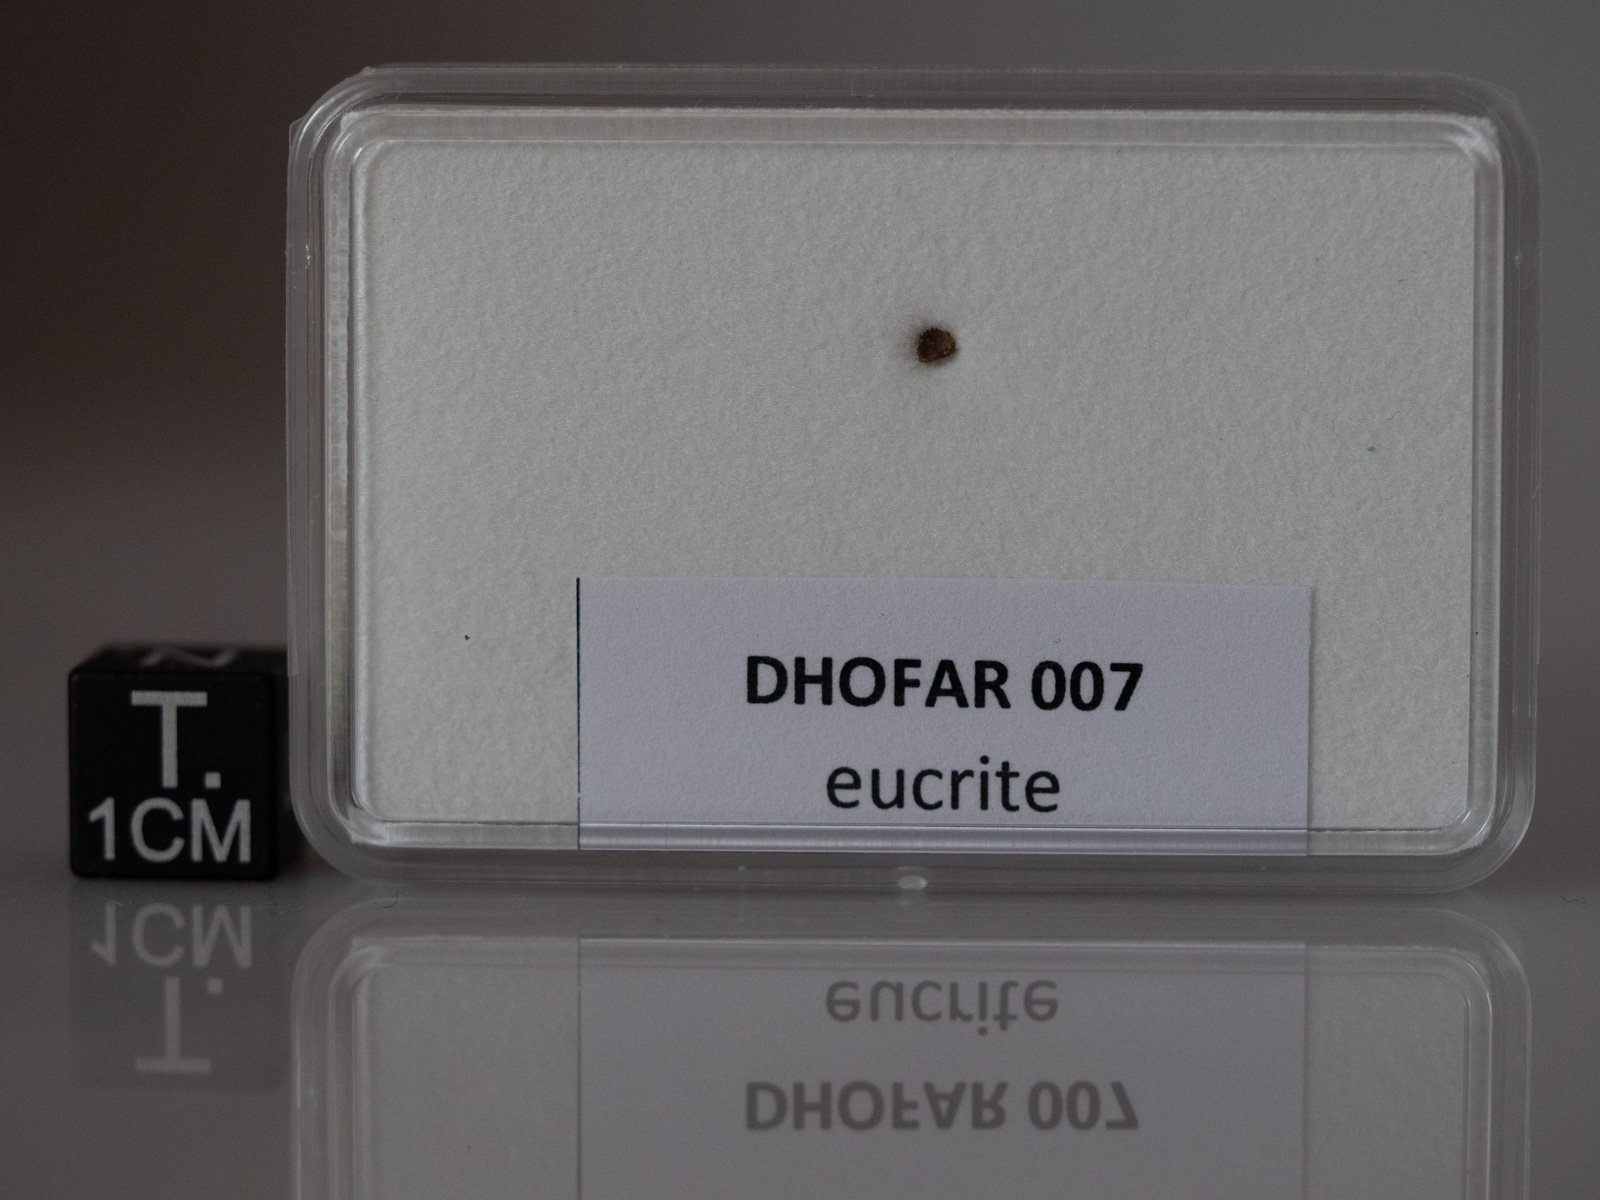 N
T.
1CM
DHOFAR 007
eucrite